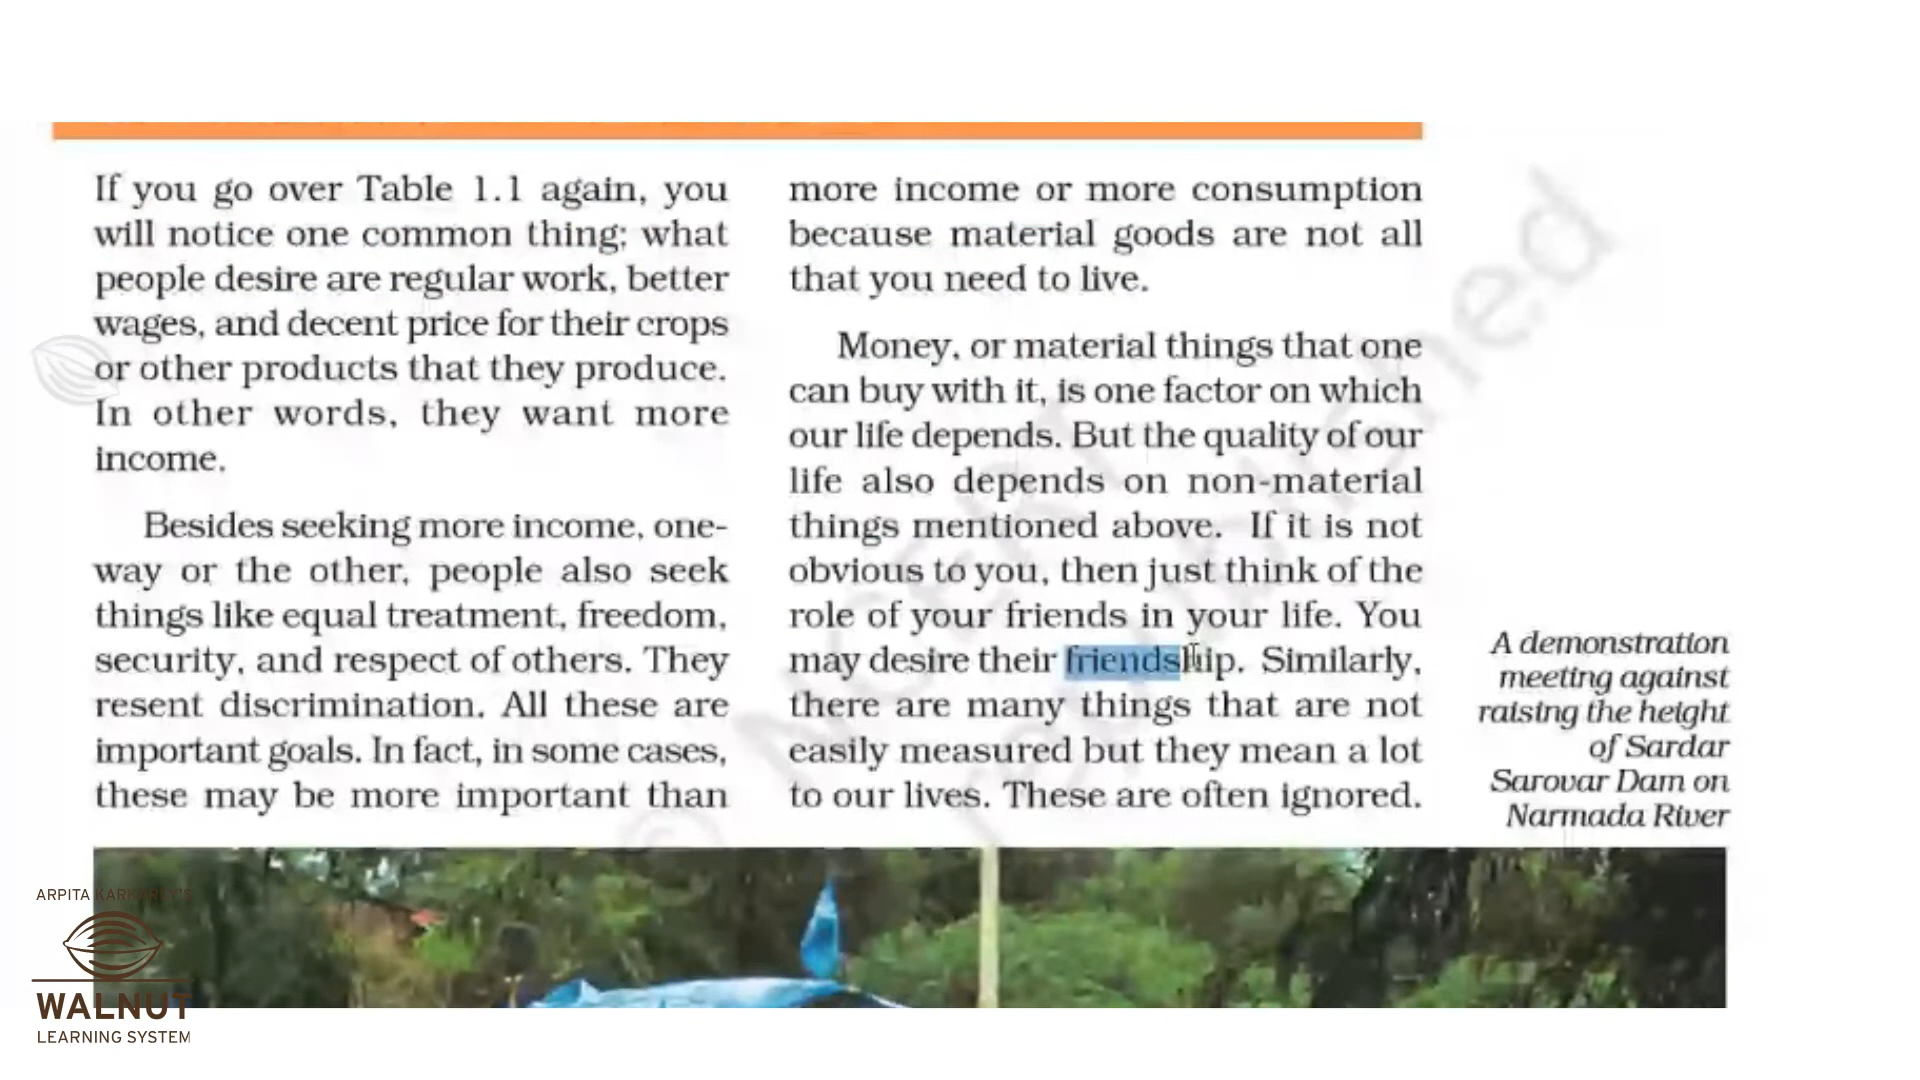 If you go over Table 1.1 again, you
will notice one common thing: what
people desire are regular work, better
wages, and decent price for their crops
or other products that they produce.
In other words, they want more
income.
Besides seeking more income, one-
way or the other, people also seek
things like equal treatment, freedom,
security, and respect of others. They
resent discrimination. All these are
important goals. In fact, in some cases,
these may be more important than
more income or more consumption
because material goods are not all
that you need to live.
Money, or material things that one
can buy with it, is one factor on which
our life depends. But the quality of our
life also depends on non-material
things mentioned above. If it is not
obvious to you, then just think of the
role of your friends in your life. You
may desire their friendship. Similarly,
there are many things that are not
easily measured but they mean a lot
to our lives. These are often ignored.
A demonstration
meeting against
raising the height
of Sardar
Sarovar Dam on
Narmada River
ARPITA KARKAREY'S
WALNUT
LEARNING SYSTEM